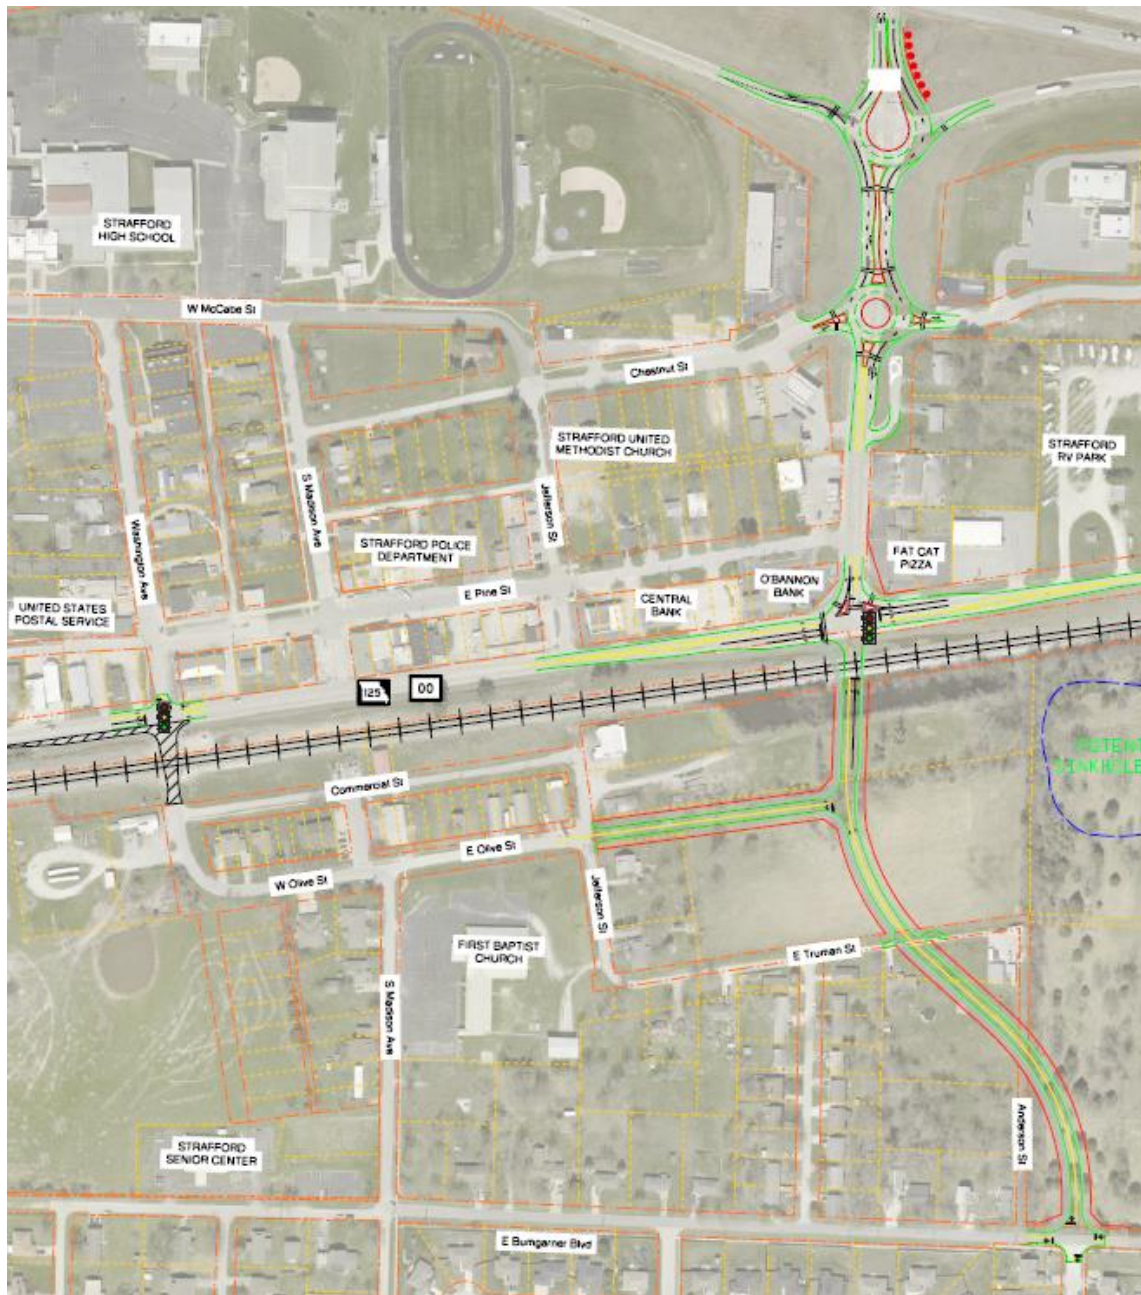 STRAFFORD
HIGH SCHOOL
W McCabe St
Chestnut St
STRAFFORD UNITED
METHODIST CHURCH
STRAFFORD
RV PARK
S Madison Ave
Jefferson St
Washington Ave
STRAFFORD POLICE
DEPARTMENT
FAT CAT
PIZZA
O'BANNON
BANK
E Pine St
CENTRAL
BANK
UNITED STATES
POSTAL SERVICE
125
OO
Commercial St
E Olive St
W Olive St
Jefferson St
FIRST BAPTIST
CHURCH
E Truman St
S Madison Ave
Anderson St
STRAFFORD
SENIOR CENTER
E Bumgarner Blvd